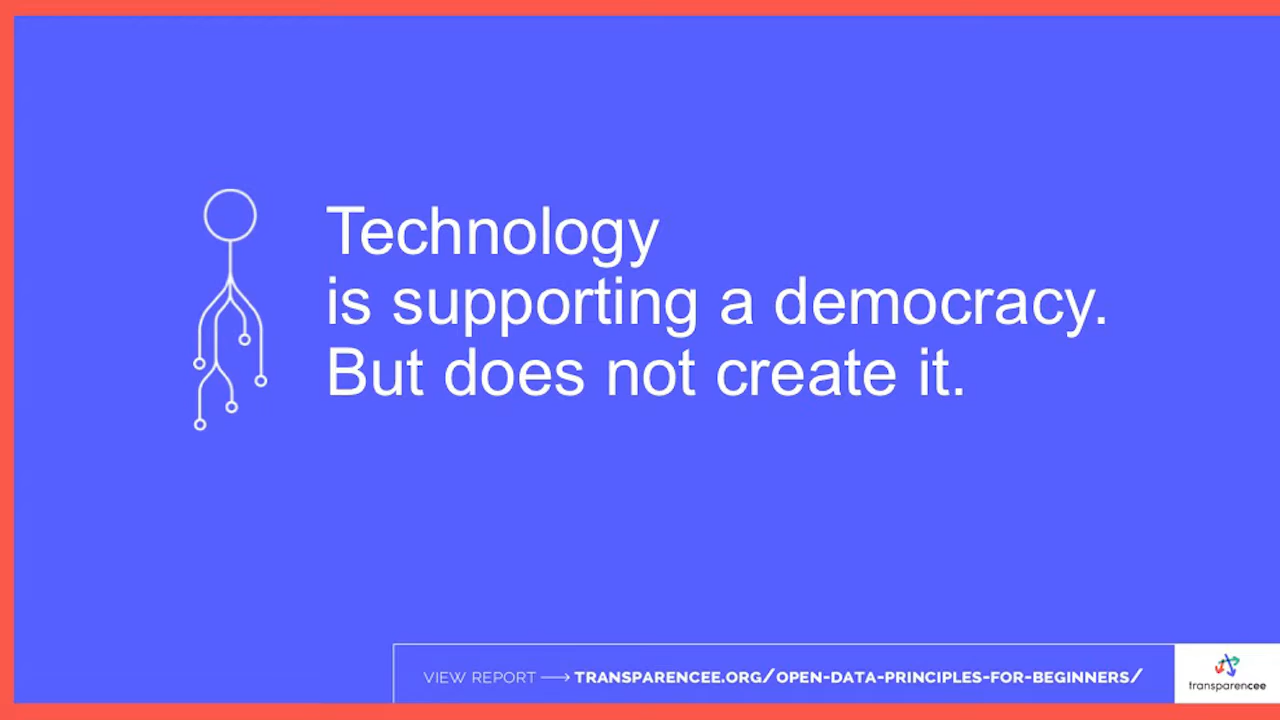 Technology
is supporting a democracy.
But does not create it.
VIEW REPORT ⟶ TRANSPARENCEE.ORG/OPEN-DATA-PRINCIPLES-FOR-BEGINNERS/
transparencee